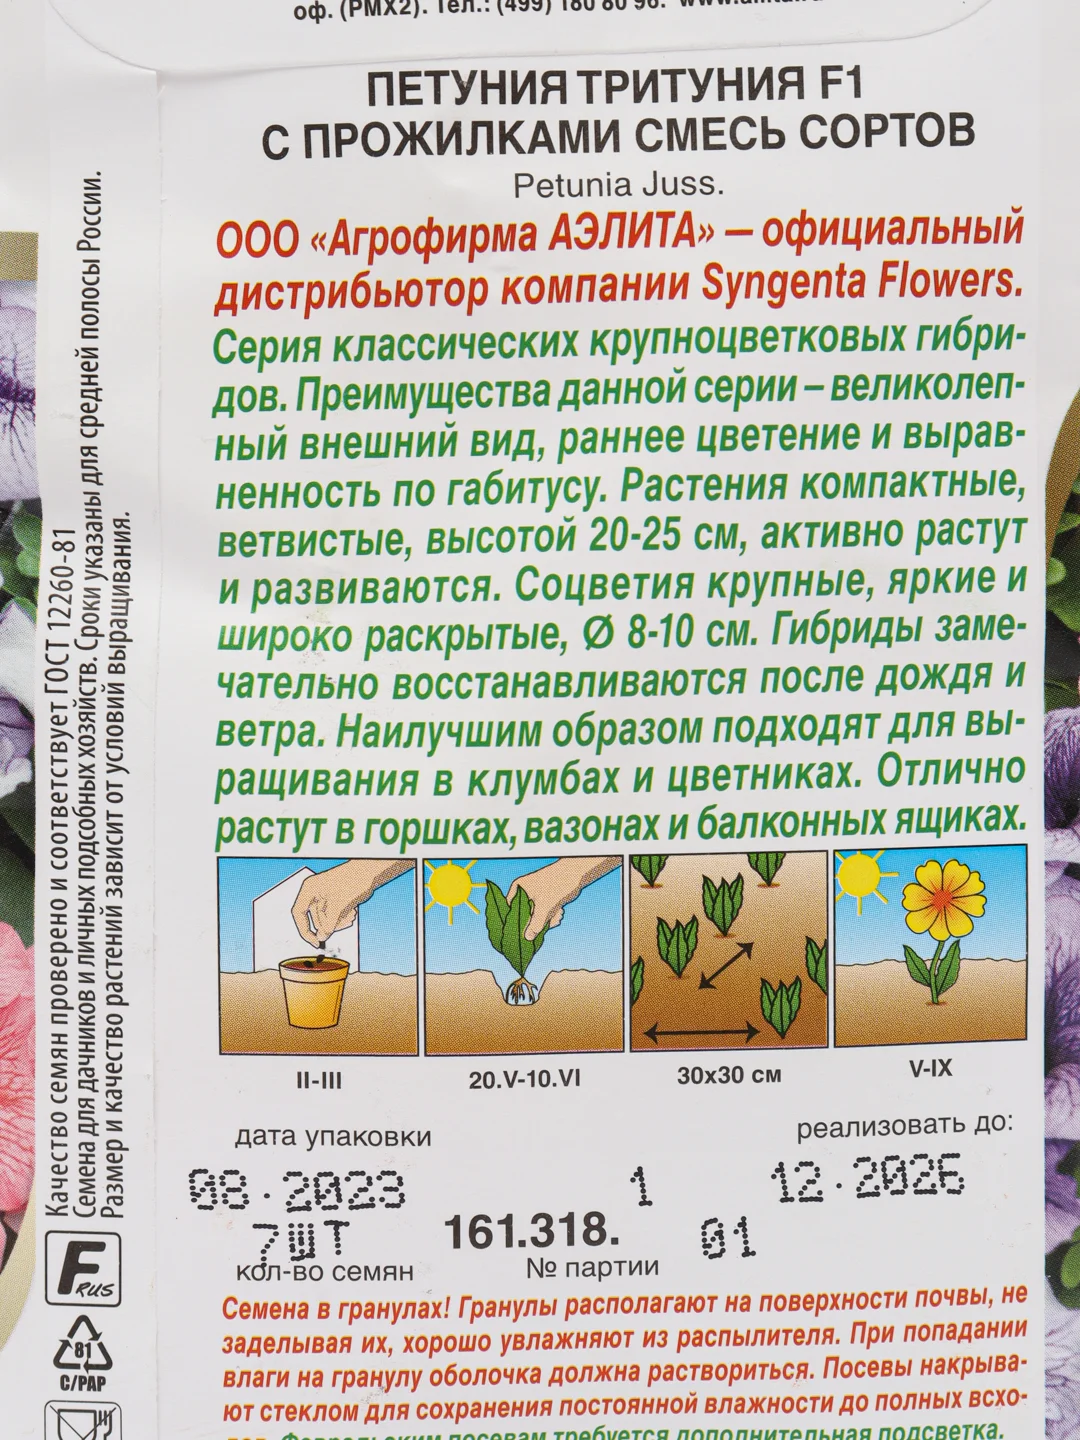 оф. (РМХ2). Тел.: (499) 180 80 96.
ПЕТУНИЯ ТРИТУНИЯ F1
С ПРОЖИЛКАМИ СМЕСЬ СОРТОВ
Petunia Juss.
ООО «Агрофирма АЭЛИТА» – официальный
дистрибьютор компании Syngenta Flowers.
Серия классических крупноцветковых гибри-
дов. Преимущества данной серии – великолеп-
ный внешний вид, раннее цветение и вырав-
ненность по габитусу. Растения компактные,
ветвистые, высотой 20-25 см, активно растут
и развиваются. Соцветия крупные, яркие и
широко раскрытые, Ø 8-10 см. Гибриды заме-
чательно восстанавливаются после дождя и
ветра. Наилучшим образом подходят для вы-
ращивания в клумбах и цветниках. Отлично
растут в горшках, вазонах и балконных ящиках.
II-III
20.V-10.VI
30x30 см
V-IX
дата упаковки
реализовать до:
08.2023
1
12.2026
7шт
161.318.
01
кол-во семян
№ партии
Семена в гранулах! Гранулы располагают на поверхности почвы, не
заделывая их, хорошо увлажняют из распылителя. При попадании
влаги на гранулу оболочка должна раствориться. Посевы накрыва-
ют стеклом для сохранения постоянной влажности до полных всхо-
дов. Февральским посевам требуется дополнительная подсветка.
Качество семян проверено и соответствует ГОСТ 12260-81
Семена для дачников и личных подсобных хозяйств. Сроки указаны для средней полосы России.
Размер и качество растений зависит от условий выращивания.
F RUS
81
C/PAP